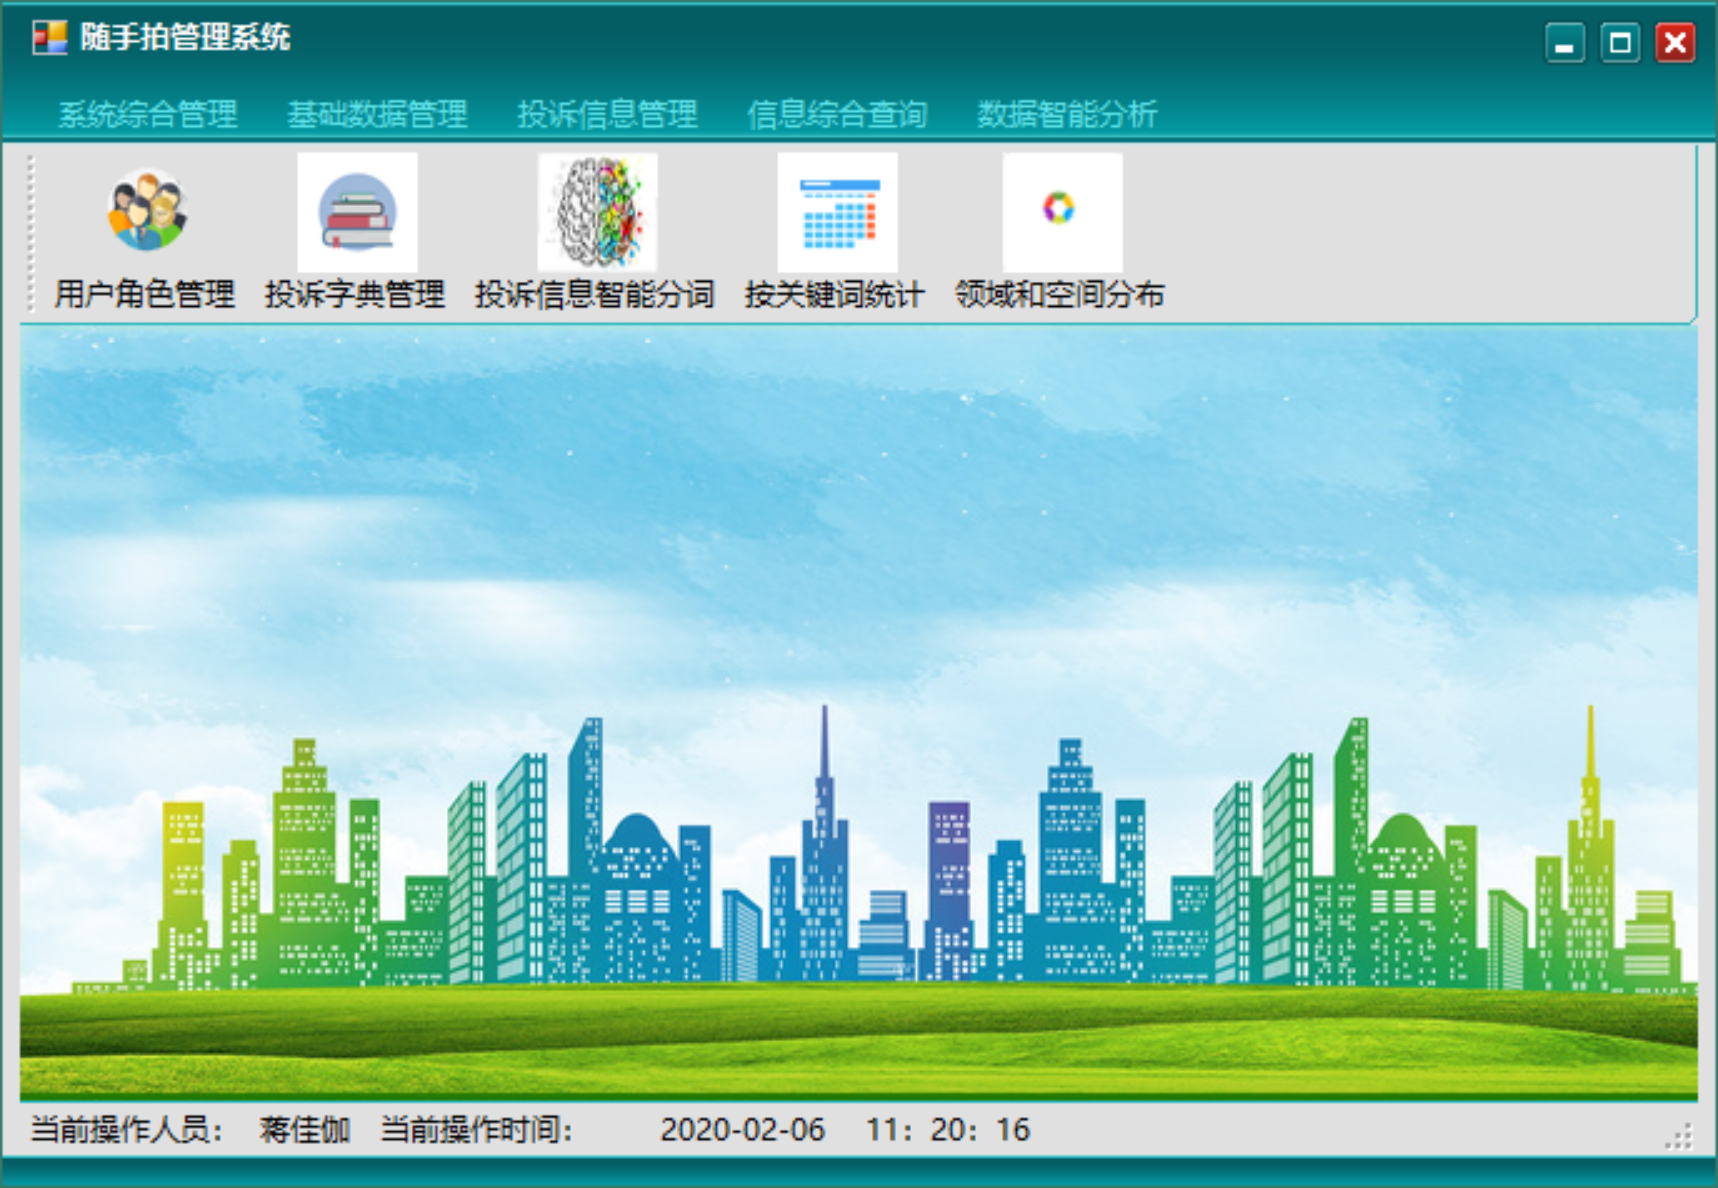 随手拍管理系统
系统综合管理 基础数据管理 投诉信息管理 信息综合查询 数据智能分析
用户角色管理 投诉字典管理 投诉信息智能分词 按关键词统计 领域和空间分布
当前操作人员： 蒋佳伽 当前操作时间： 2020-02-06 11：20：16